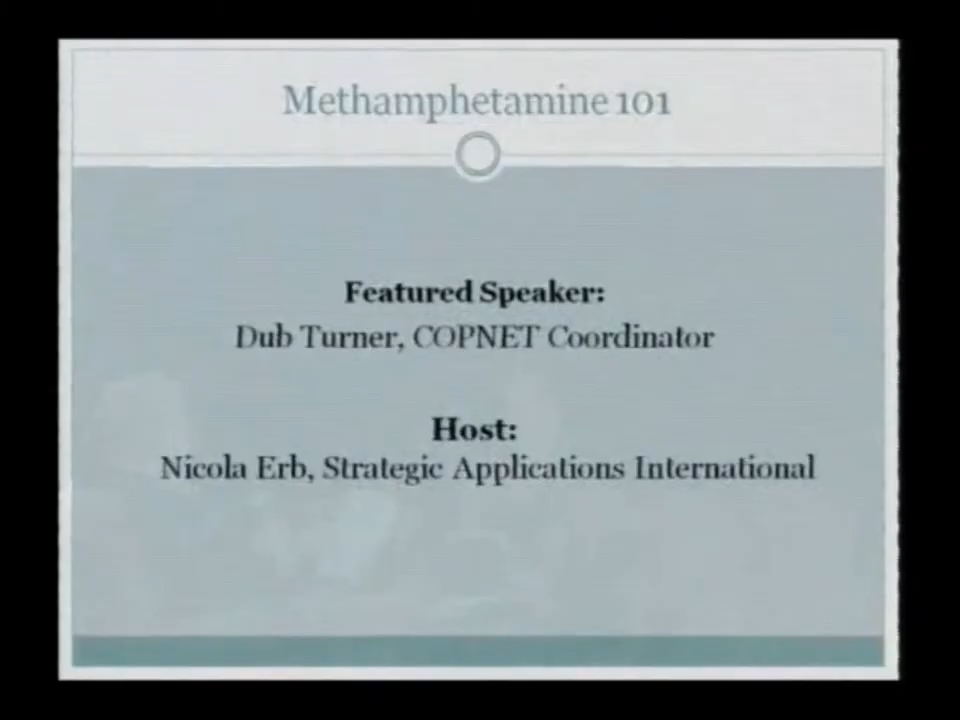 Methamphetamine 101
Featured Speaker:
Dub Turner, COPNET Coordinator
Host:
Nicola Erb, Strategic Applications International